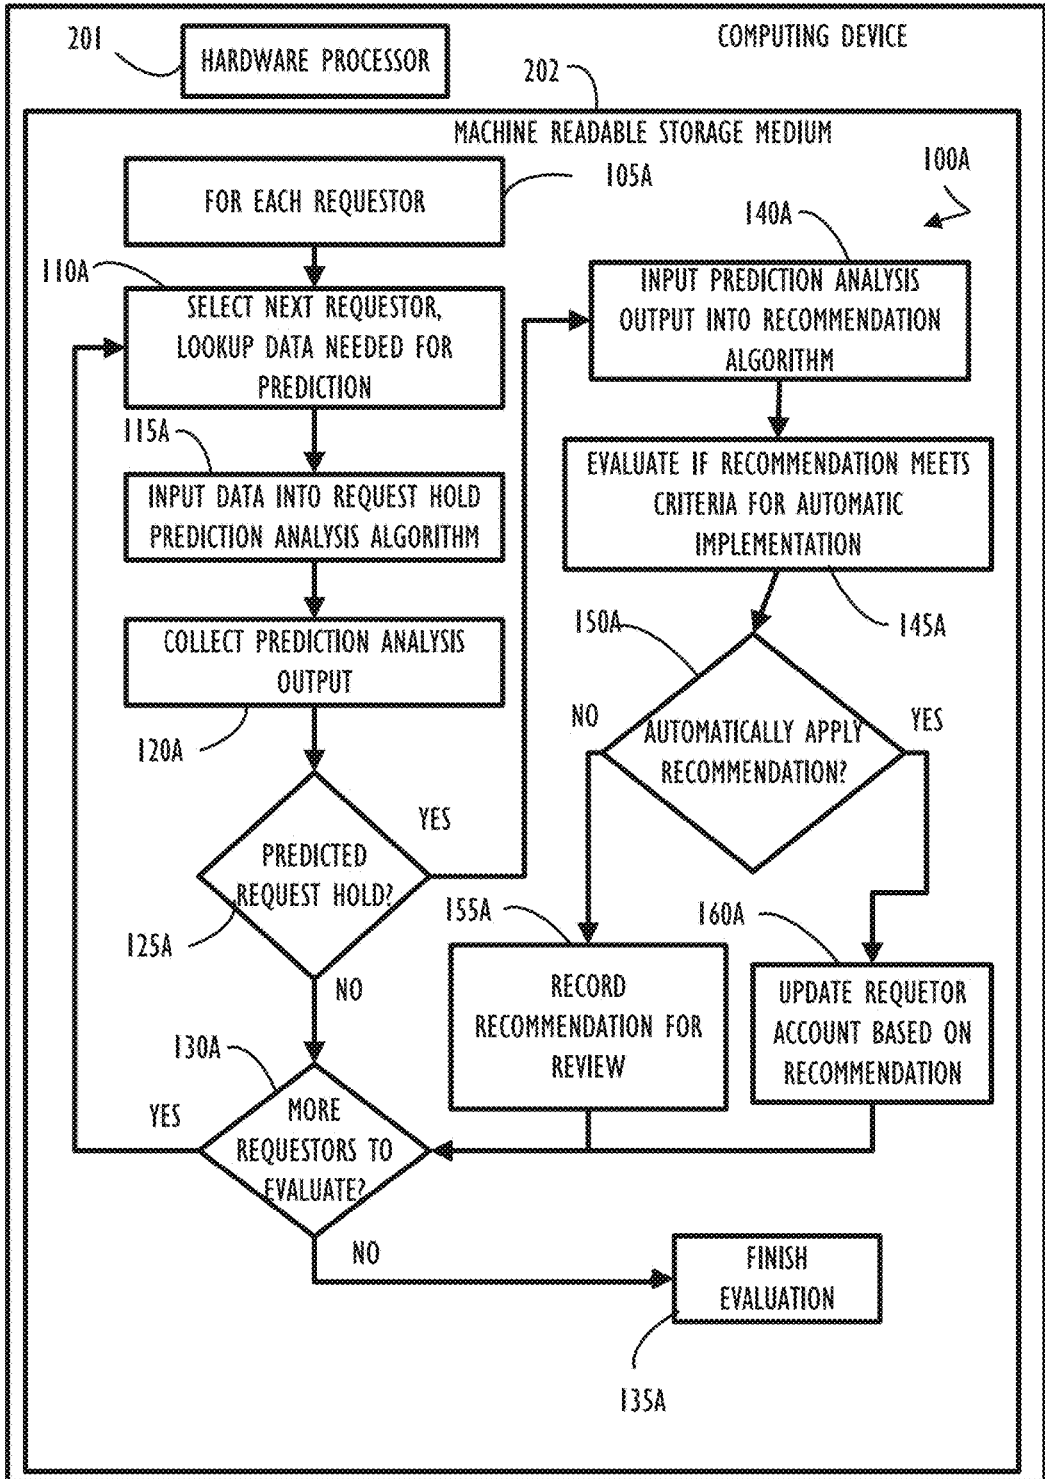 201
HARDWARE PROCESSOR
COMPUTING DEVICE
202
MACHINE READABLE STORAGE MEDIUM
105A
FOR EACH REQUESTOR
100A
110A
SELECT NEXT REQUESTOR,
LOOKUP DATA NEEDED FOR
PREDICTION
115A
INPUT DATA INTO REQUEST HOLD
PREDICTION ANALYSIS ALGORITHM
COLLECT PREDICTION ANALYSIS
OUTPUT
120A
YES
PREDICTED
REQUEST HOLD?
125A
NO
130A
YES
MORE
REQUESTORS TO
EVALUATE?
NO
140A
INPUT PREDICTION ANALYSIS
OUTPUT INTO RECOMMENDATION
ALGORITHM
EVALUATE IF RECOMMENDATION MEETS
CRITERIA FOR AUTOMATIC
IMPLEMENTATION
145A
150A
NO
YES
AUTOMATICALLY APPLY
RECOMMENDATION?
155A
RECORD
RECOMMENDATION FOR
REVIEW
160A
UPDATE REQUETOR
ACCOUNT BASED ON
RECOMMENDATION
FINISH
EVALUATION
135A